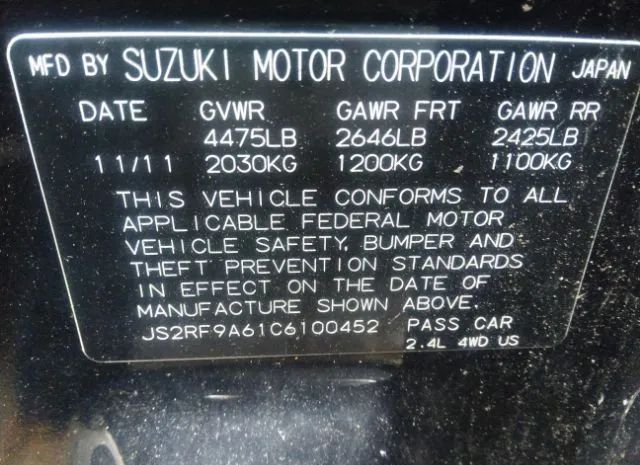 MFD BY SUZUKI MOTOR CORPORATION JAPAN
DATE GVWR GAWR FRT GAWR RR
4475LB 2646LB 2425LB
11/11 2030KG 1200KG 1100KG
THIS VEHICLE CONFORMS TO ALL
APPLICABLE FEDERAL MOTOR
VEHICLE SAFETY, BUMPER AND
THEFT PREVENTION STANDARDS
IN EFFECT ON THE DATE OF
MANUFACTURE SHOWN ABOVE.
JS2RF9A61C6100452 PASS CAR
2.4L 4WD US